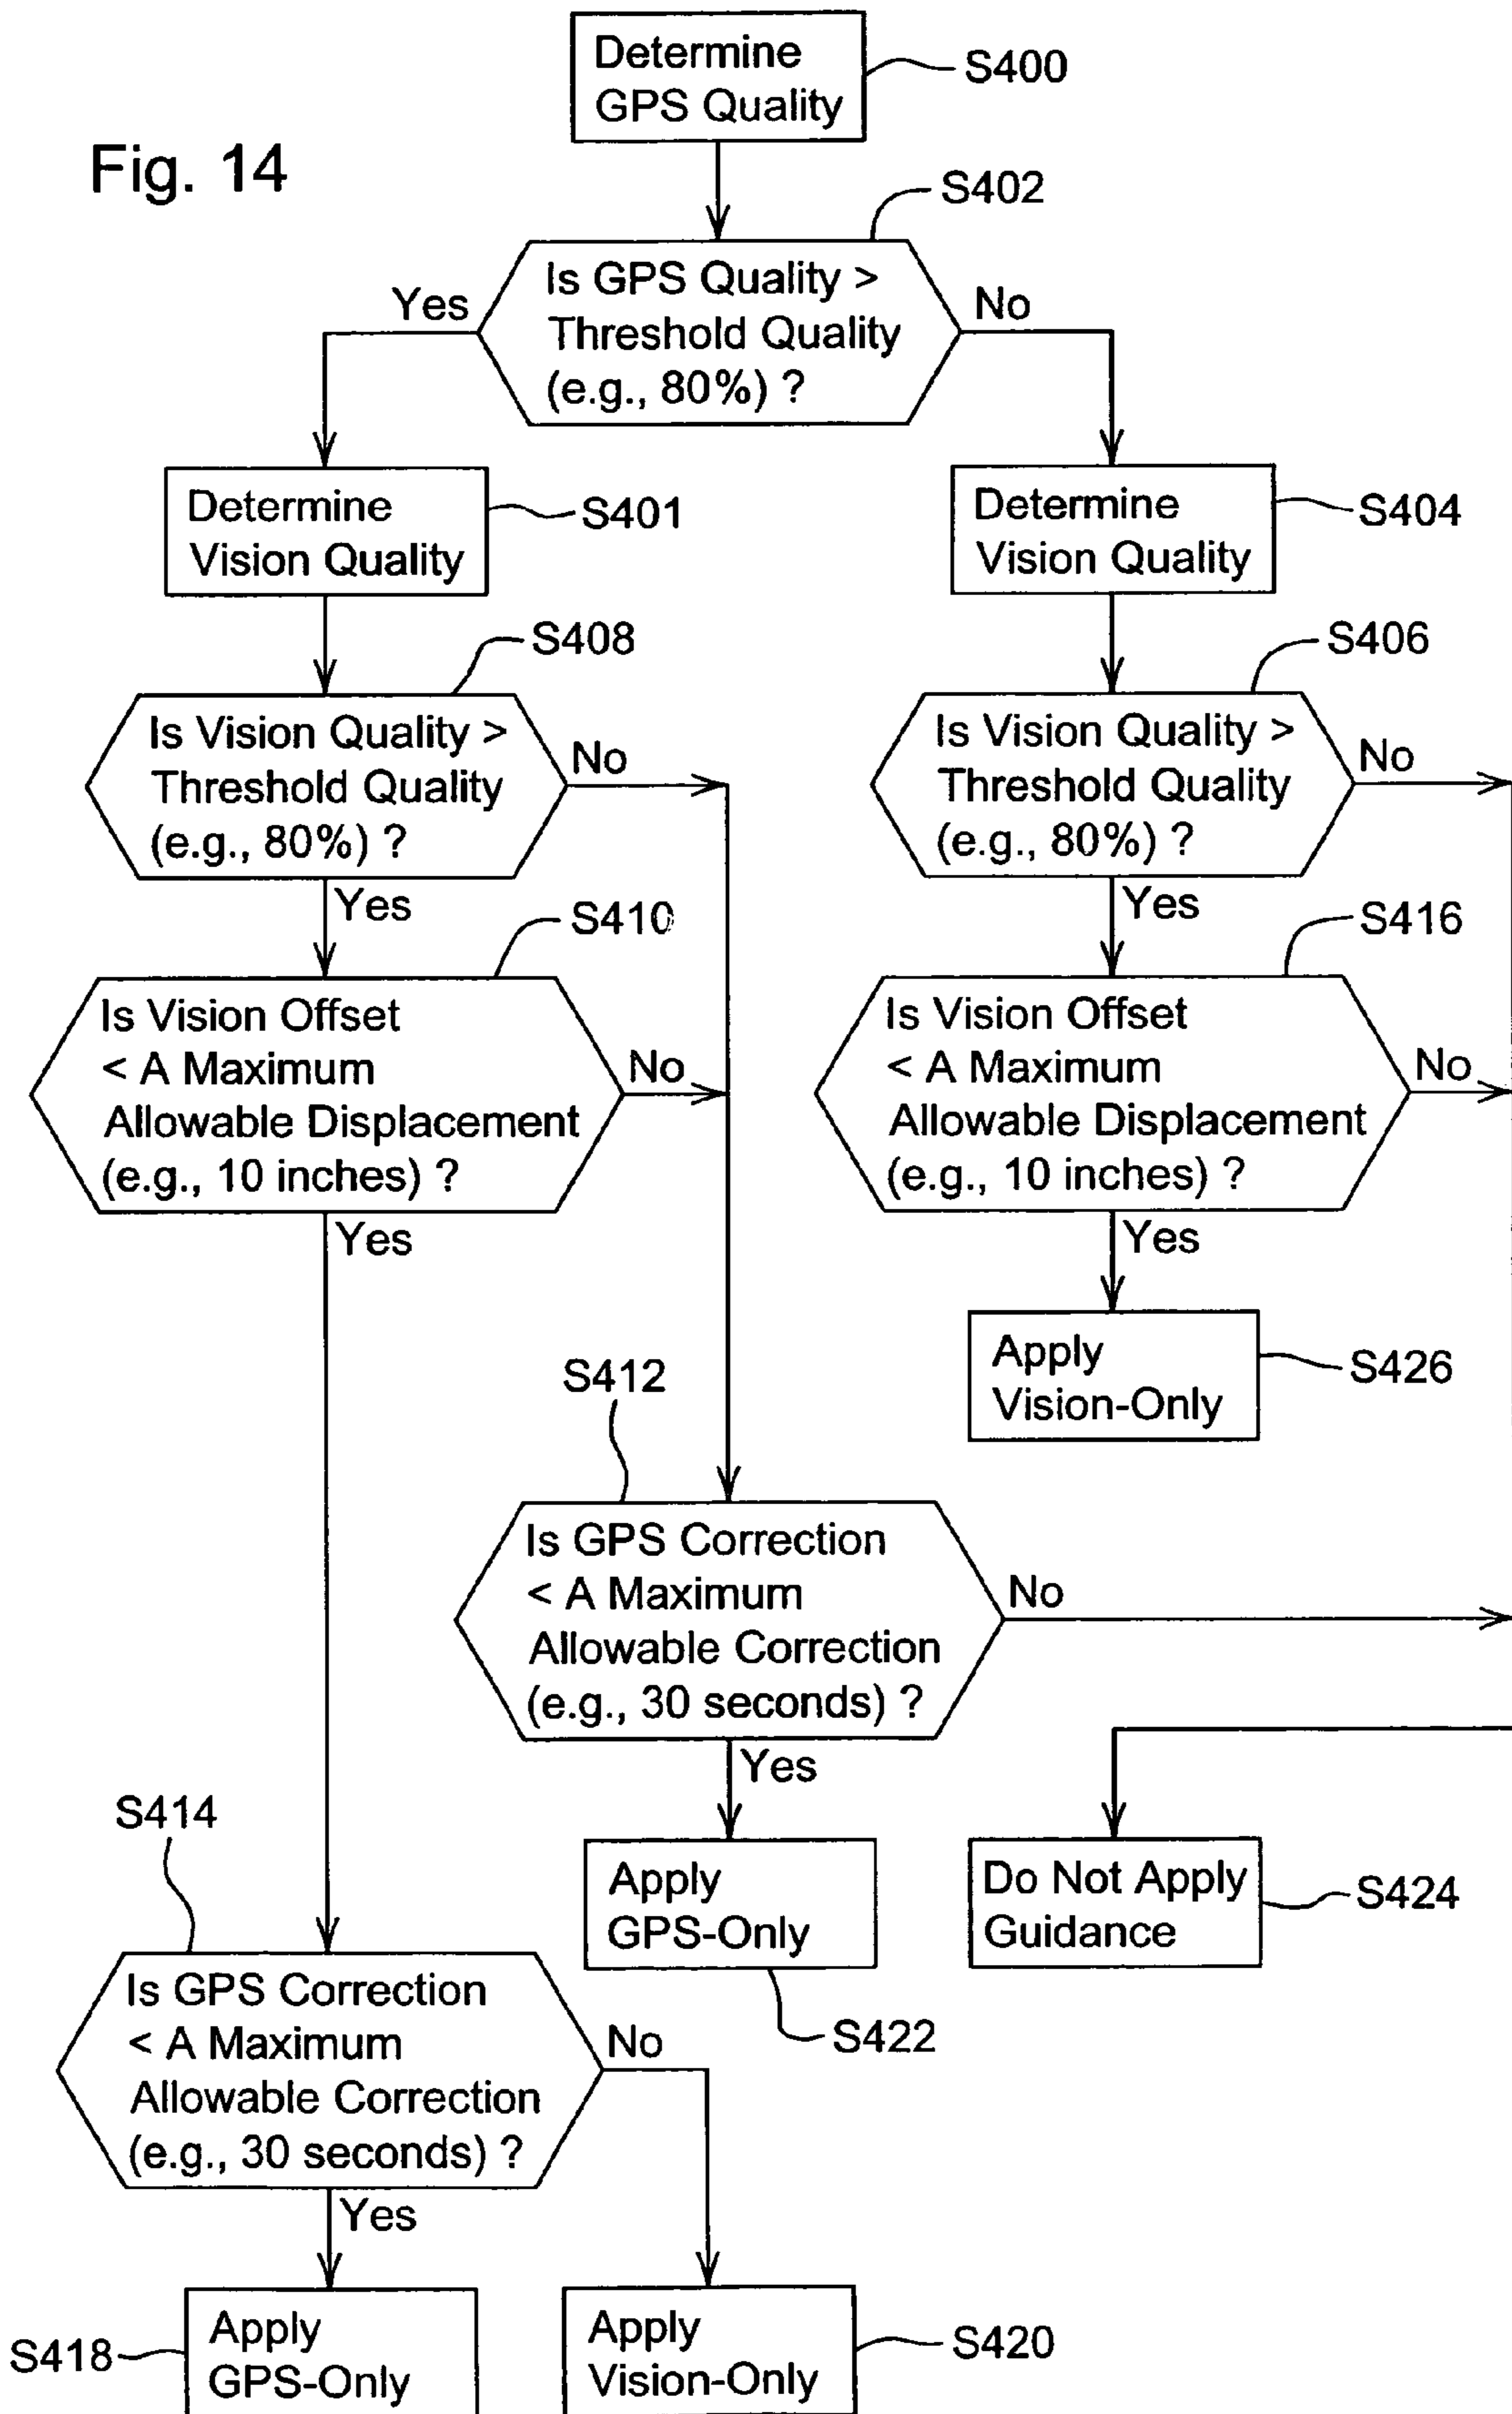 Fig. 14
Determine
GPS Quality
S400
S402
Is GPS Quality >
Threshold Quality
(e.g., 80%) ?
Yes
No
Determine
Vision Quality
S401
Determine
Vision Quality
S404
S408
S406
Is Vision Quality >
Threshold Quality
(e.g., 80%) ?
No
Yes
Is Vision Quality >
Threshold Quality
(e.g., 80%) ?
No
Yes
S410
S416
Is Vision Offset
< A Maximum
Allowable Displacement
(e.g., 10 inches) ?
No
Yes
Is Vision Offset
< A Maximum
Allowable Displacement
(e.g., 10 inches) ?
No
Yes
Apply
Vision-Only
S426
S412
Is GPS Correction
< A Maximum
Allowable Correction
(e.g., 30 seconds) ?
No
Yes
S414
Apply
GPS-Only
S422
Do Not Apply
Guidance
S424
Is GPS Correction
< A Maximum
Allowable Correction
(e.g., 30 seconds) ?
No
Yes
S418
Apply
GPS-Only
Apply
Vision-Only
S420